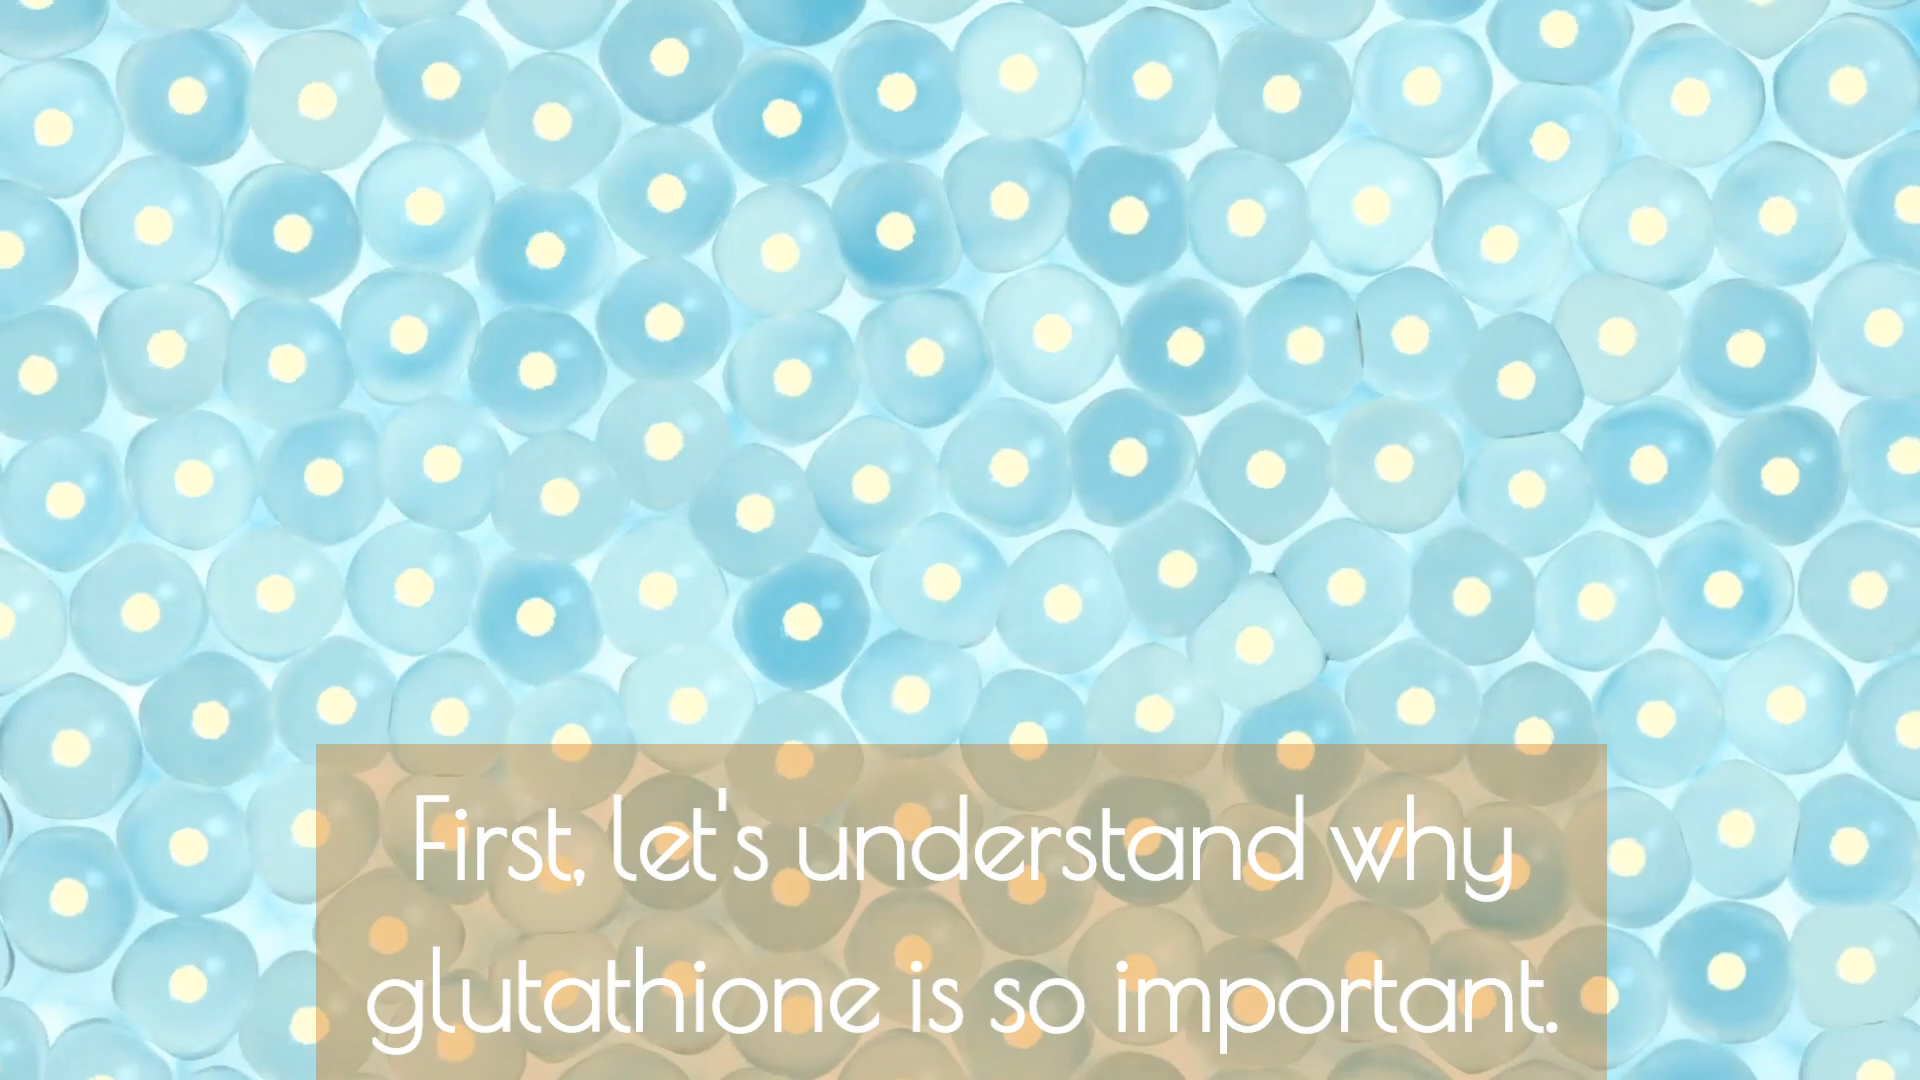 First, let's understand why
glutathione is so important.